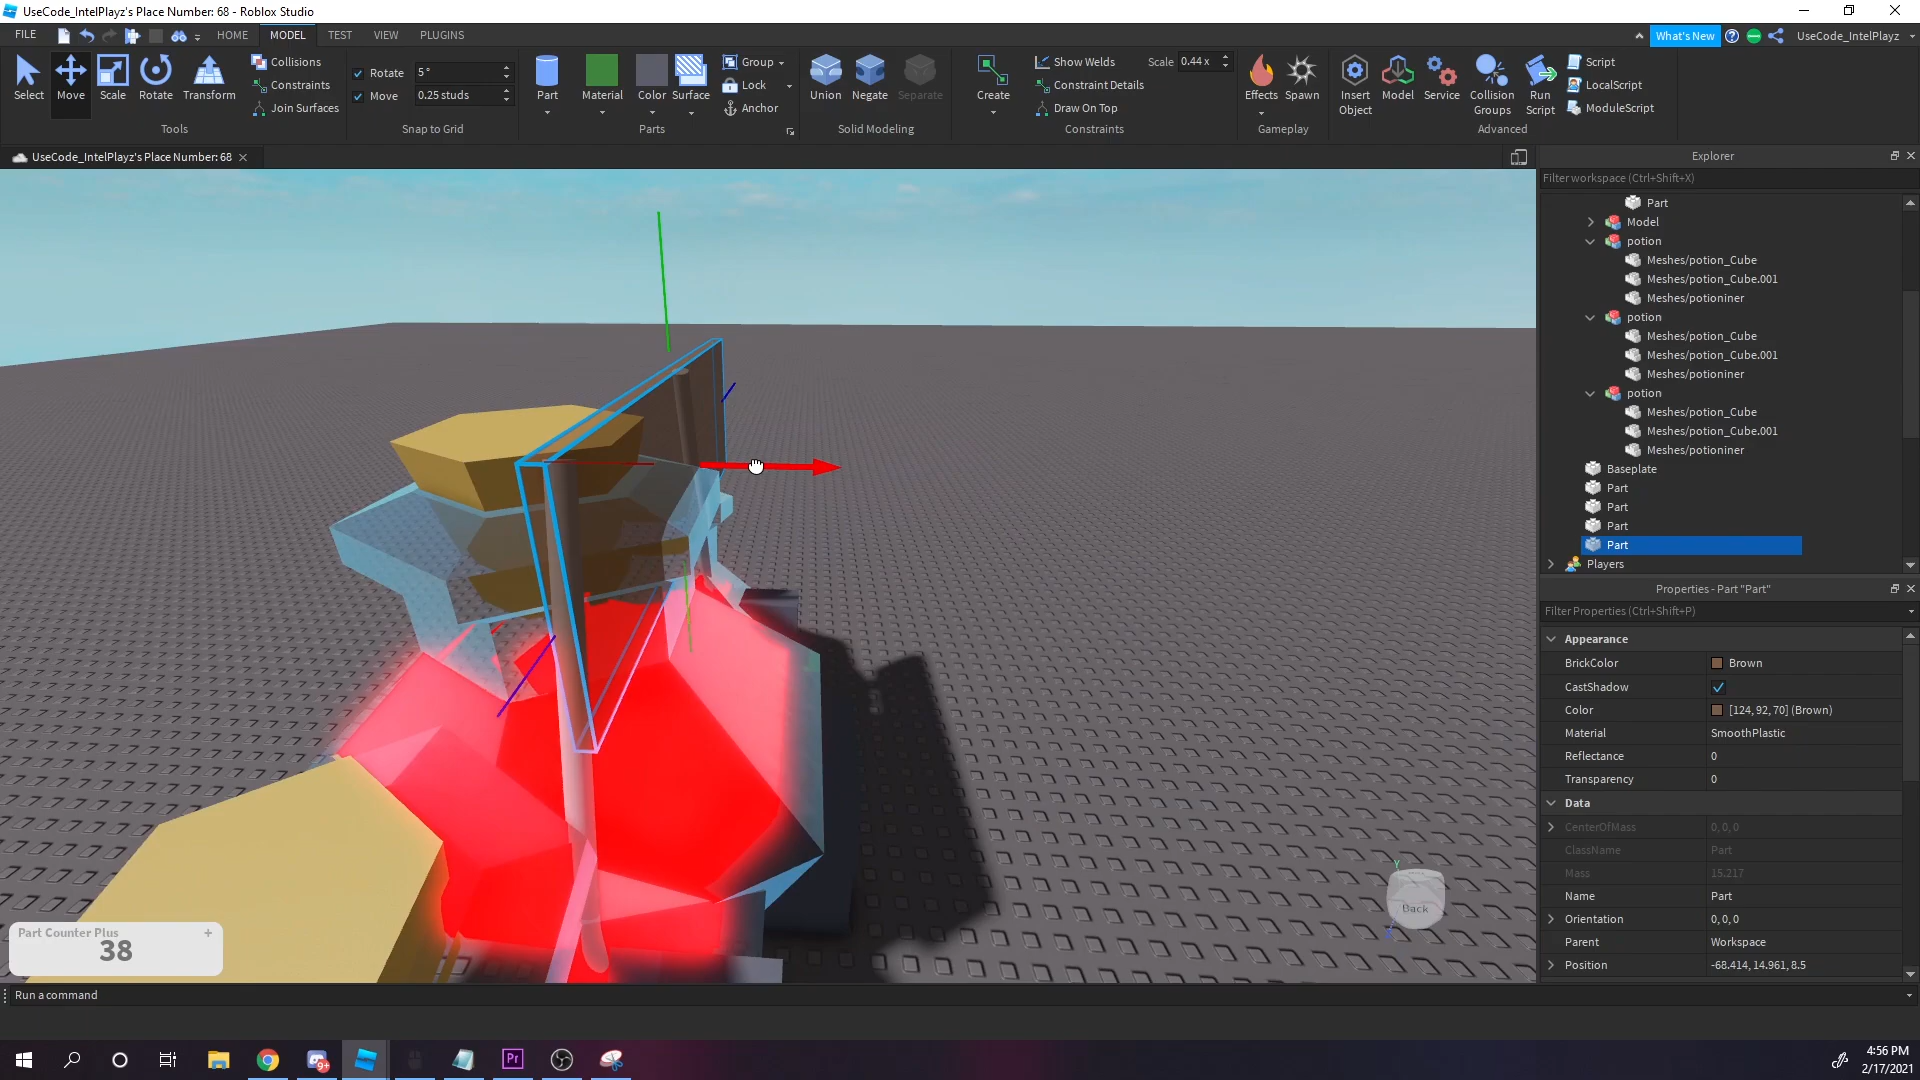 UseCode_IntelPlayz's Place Number: 68 - Roblox Studio
FILE HOME MODEL TEST VIEW PLUGINS What's New UseCode_IntelPlayz
Select Move Scale Rotate Transform
Collisions
Constraints
Join Surfaces
Tools
Rotate 5°
Move 0.25 studs
Snap to Grid
Part Material Color Surface
Group
Lock
Anchor
Parts
Union Negate Separate
Solid Modeling
Create
Show Welds
Constraint Details
Draw On Top
Scale 0.44 x
Constraints
Effects Spawn
Gameplay
Insert Object
Model
Service
Collision Groups
Run Script
Script
LocalScript
ModuleScript
Advanced
UseCode_IntelPlayz's Place Number: 68
Explorer
Filter workspace (Ctrl+Shift+X)
Part
Model
potion
Meshes/potion_Cube
Meshes/potion_Cube.001
Meshes/potioniner
potion
Meshes/potion_Cube
Meshes/potion_Cube.001
Meshes/potioniner
potion
Meshes/potion_Cube
Meshes/potion_Cube.001
Meshes/potioniner
Baseplate
Part
Part
Part
Part
Players
Properties - Part "Part"
Filter Properties (Ctrl+Shift+P)
Appearance
BrickColor Brown
CastShadow
Color [124, 92, 70] (Brown)
Material SmoothPlastic
Reflectance 0
Transparency 0
Data
CenterOfMass 0, 0, 0
ClassName Part
Mass 15.217
Name Part
Orientation 0, 0, 0
Parent Workspace
Position -68.414, 14.961, 8.5
Y
Back
Part Counter Plus +
38
Run a command
9+
Pr
4:56 PM
2/17/2021